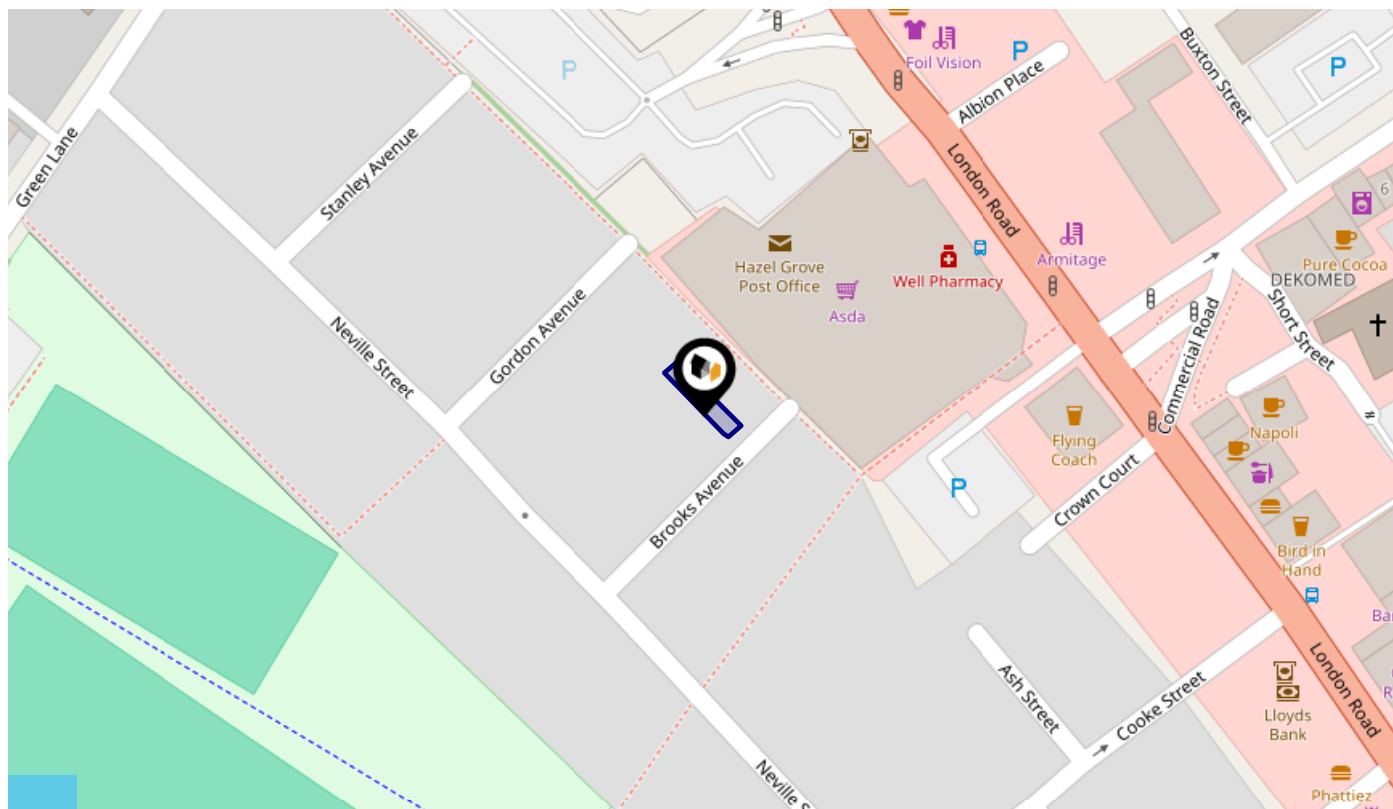 Foil Vision
P
Albion Place
Buxton Street
P
P
Green Lane
Stanley Avenue
London Road
6
Hazel Grove
Post Office
Well Pharmacy
Armitage
Pure Cocoa
DEKOMED
Asda
Gordon Avenue
Neville Street
Commercial Road
Short Street
Flying
Coach
Napoli
Brooks Avenue
P
Crown Court
Bird in
Hand
Ba
Ash Street
Cooke Street
London Road
R
Lloyds
Bank
Neville S
Phattiez